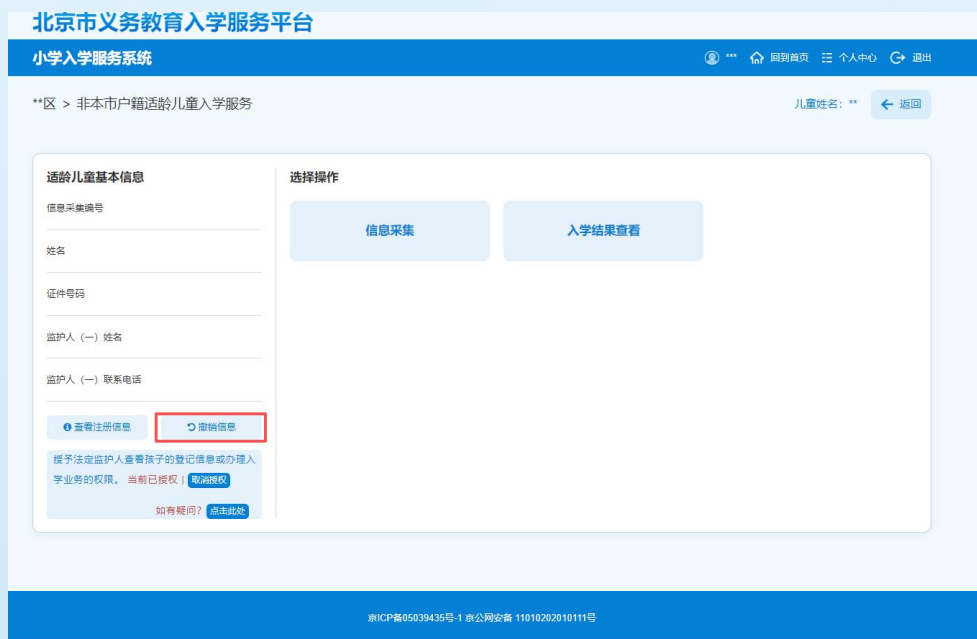 北京市义务教育入学服务平台
小学入学服务系统
*** 回到首页 个人中心 退出
**区 > 非本市户籍适龄儿童入学服务
儿童姓名：** 返回
适龄儿童基本信息
选择操作
信息采集编号
信息采集
入学结果查看
姓名
证件号码
监护人（一）姓名
监护人（一）联系电话
查看注册信息
撤销信息
授予法定监护人查看孩子的登记信息或办理入
学业务的权限。 当前已授权 | 取消授权
如有疑问？ 点击此处
京ICP备05039435号-1 京公网安备 11010202010111号